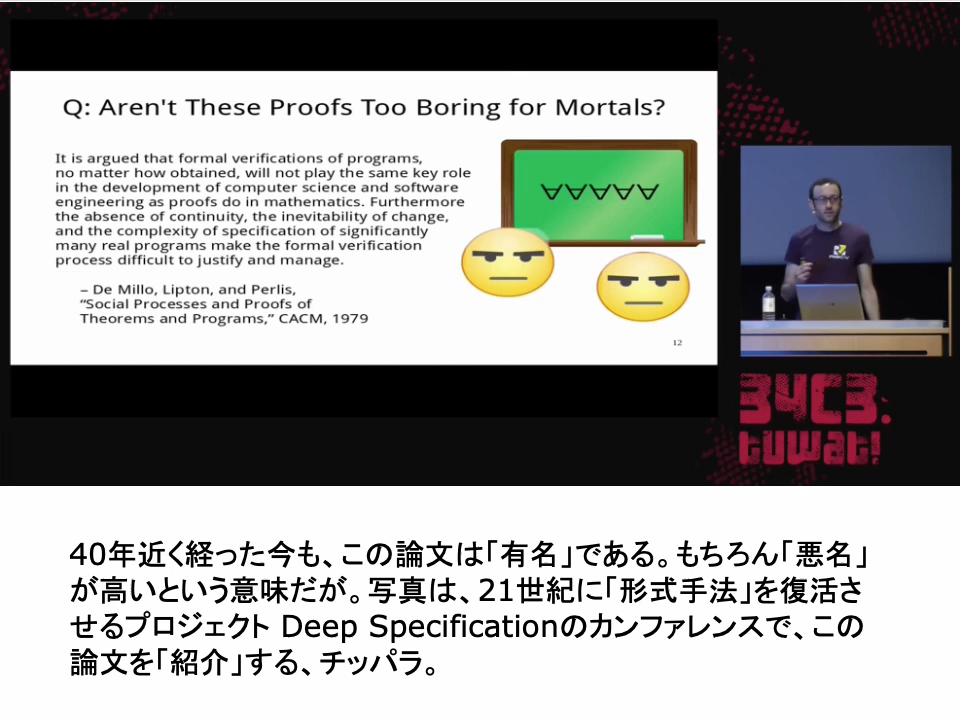 Q: Aren't These Proofs Too Boring for Mortals?
It is argued that formal verifications of programs,
no matter how obtained, will not play the same key role
in the development of computer science and software
engineering as proofs do in mathematics. Furthermore
the absence of continuity, the inevitability of change,
and the complexity of specification of significantly
many real programs make the formal verification
process difficult to justify and manage.
– De Millo, Lipton, and Perlis,
“Social Processes and Proofs of
Theorems and Programs,” CACM, 1979
∀∀∀∀∀
12
34C3.
tuwat!
40年近く経った今も、この論文は「有名」である。もちろん「悪名」
が高いという意味だが。写真は、21世紀に「形式手法」を復活さ
せるプロジェクト Deep Specificationのカンファレンスで、この
論文を「紹介」する、チッパラ。